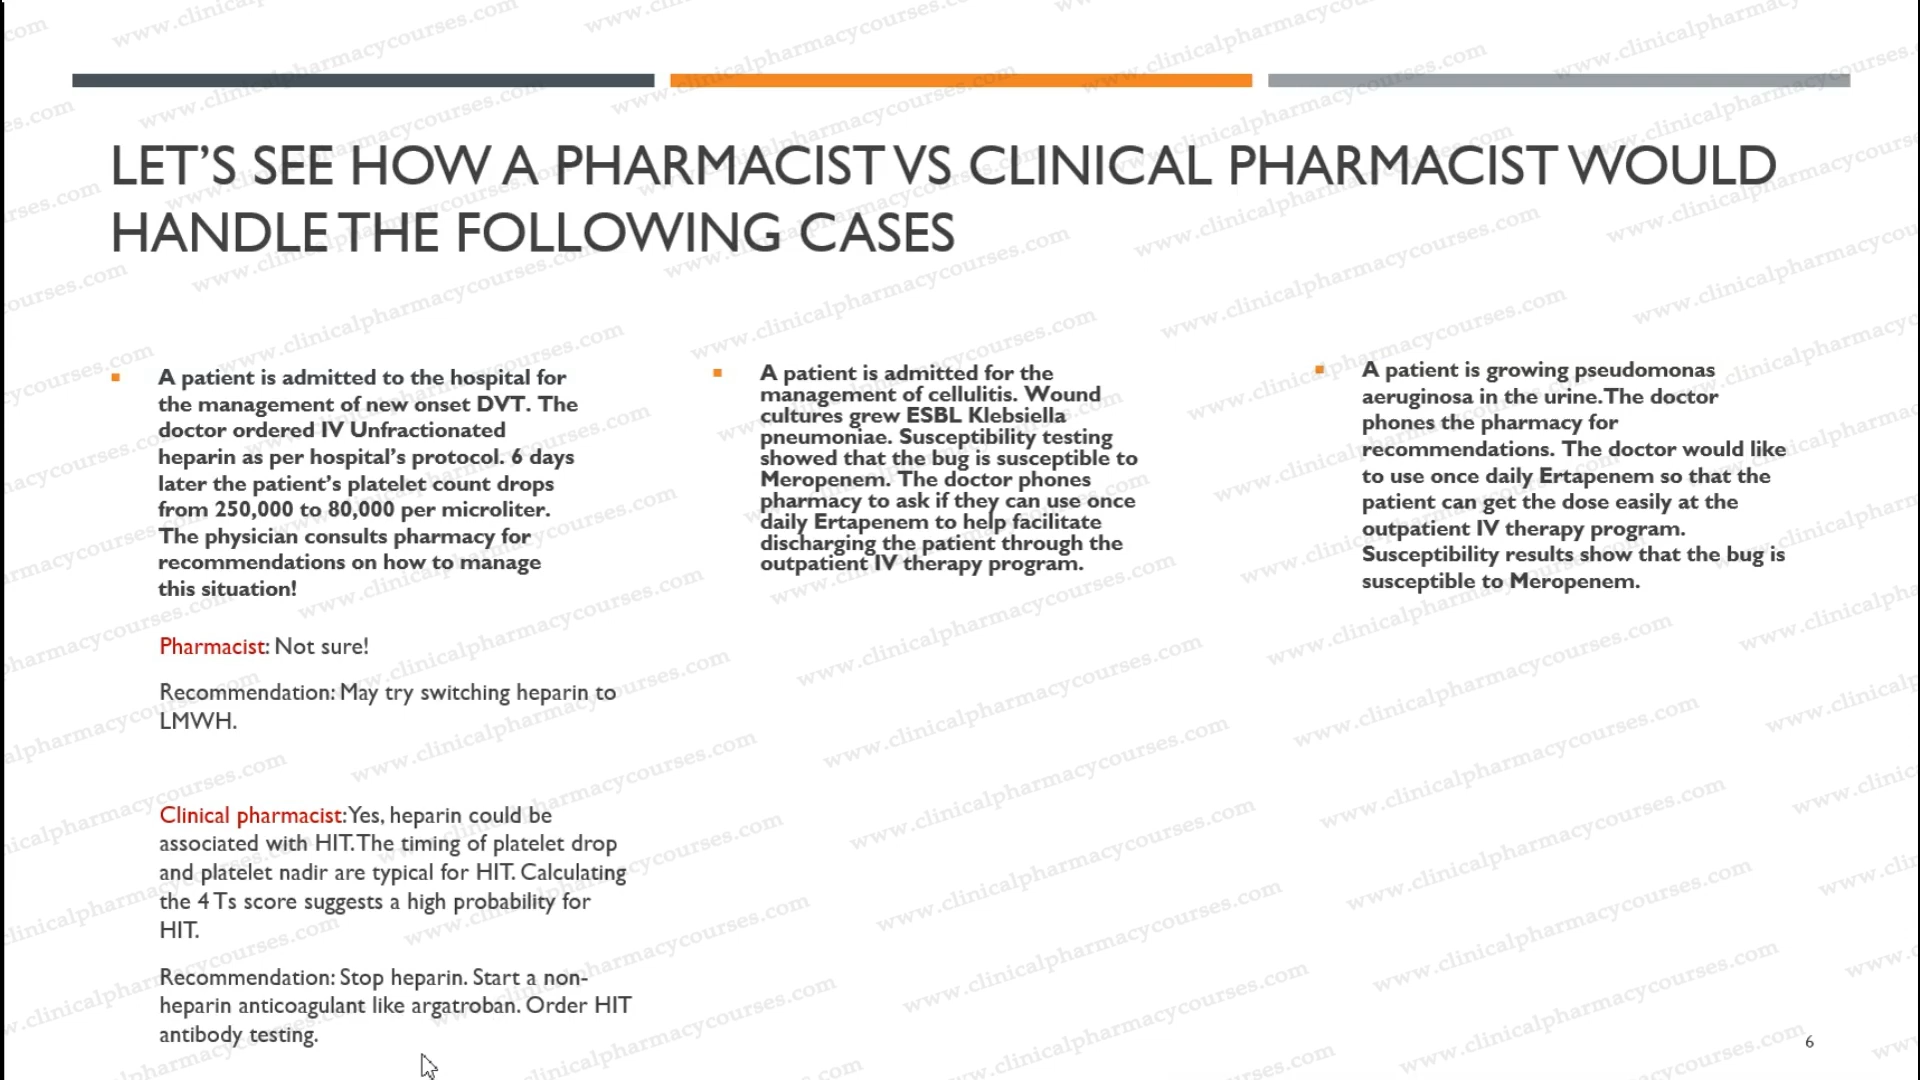 LET’S SEE HOW A PHARMACIST VS CLINICAL PHARMACIST WOULD
HANDLE THE FOLLOWING CASES
A patient is admitted to the hospital for
the management of new onset DVT. The
doctor ordered IV Unfractionated
heparin as per hospital’s protocol. 6 days
later the patient’s platelet count drops
from 250,000 to 80,000 per microliter.
The physician consults pharmacy for
recommendations on how to manage
this situation!
Pharmacist: Not sure!
Recommendation: May try switching heparin to
LMWH.
Clinical pharmacist: Yes, heparin could be
associated with HIT. The timing of platelet drop
and platelet nadir are typical for HIT. Calculating
the 4 Ts score suggests a high probability for
HIT.
Recommendation: Stop heparin. Start a non-
heparin anticoagulant like argatroban. Order HIT
antibody testing.
A patient is admitted for the
management of cellulitis. Wound
cultures grew ESBL Klebsiella
pneumoniae. Susceptibility testing
showed that the bug is susceptible to
Meropenem. The doctor phones
pharmacy to ask if they can use once
daily Ertapenem to help facilitate
discharging the patient through the
outpatient IV therapy program.
A patient is growing pseudomonas
aeruginosa in the urine. The doctor
phones the pharmacy for
recommendations. The doctor would like
to use once daily Ertapenem so that the
patient can get the dose easily at the
outpatient IV therapy program.
Susceptibility results show that the bug is
susceptible to Meropenem.
6
www.clinicalpharmacycourses.com